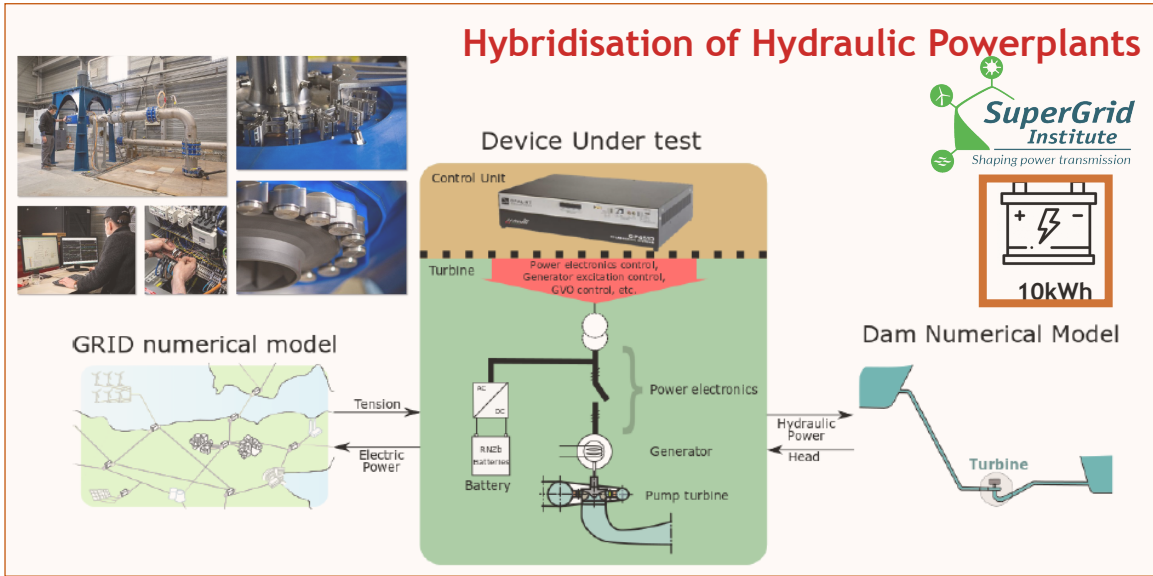 Hybridisation of Hydraulic Powerplants
SuperGrid
Institute
Shaping power transmission
Device Under test
Control Unit
Turbine
Power electronics control,
Generator excitation control,
GVO control, etc.
+ -
10kWh
GRID numerical model
Tension
Electric
Power
AC
DC
RN2b
Batteries
Battery
Power electronics
Generator
Pump turbine
Dam Numerical Model
Hydraulic
Power
Head
Turbine